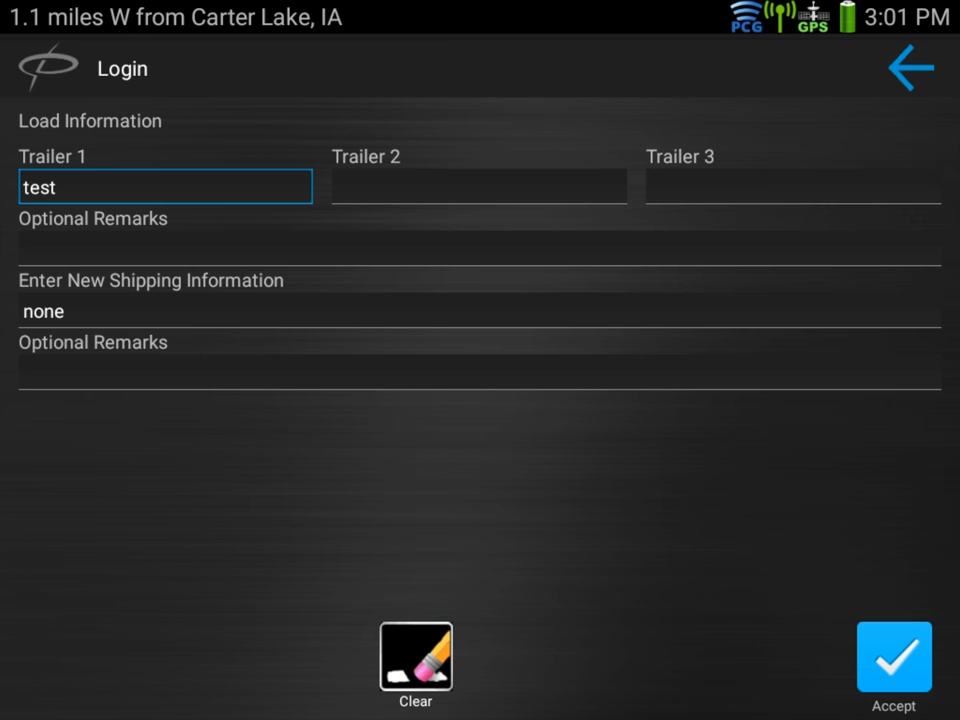 1.1 miles W from Carter Lake, IA PCG GPS 3:01 PM
Login
Load Information
Trailer 1 Trailer 2 Trailer 3
test
Optional Remarks
Enter New Shipping Information
none
Optional Remarks
Clear
Accept